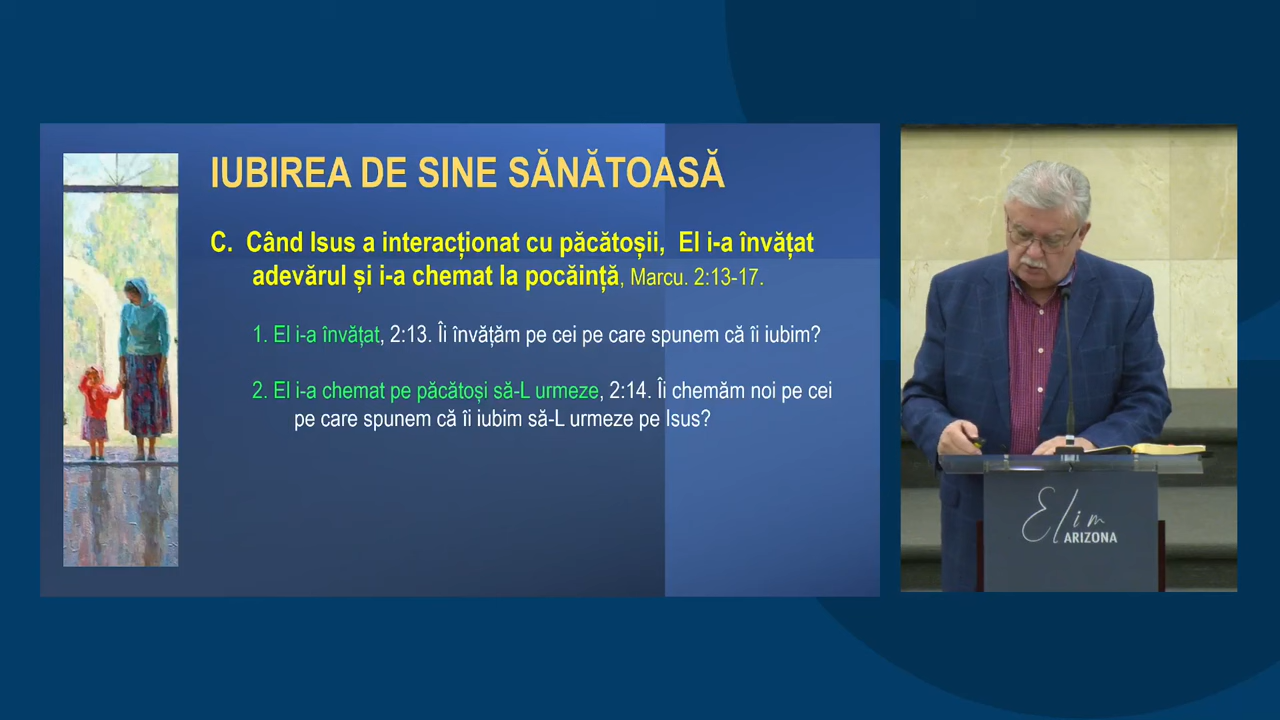 IUBIREA DE SINE SĂNĂTOASĂ
C. Când Isus a interacționat cu păcătoșii, El i-a învățat
adevărul și i-a chemat la pocăință, Marcu. 2:13-17.
1. El i-a învățat, 2:13. Îi învățăm pe cei pe care spunem că îi iubim?
2. El i-a chemat pe păcătoși să-L urmeze, 2:14. Îi chemăm noi pe cei
pe care spunem că îi iubim să-L urmeze pe Isus?
Elim
ARIZONA